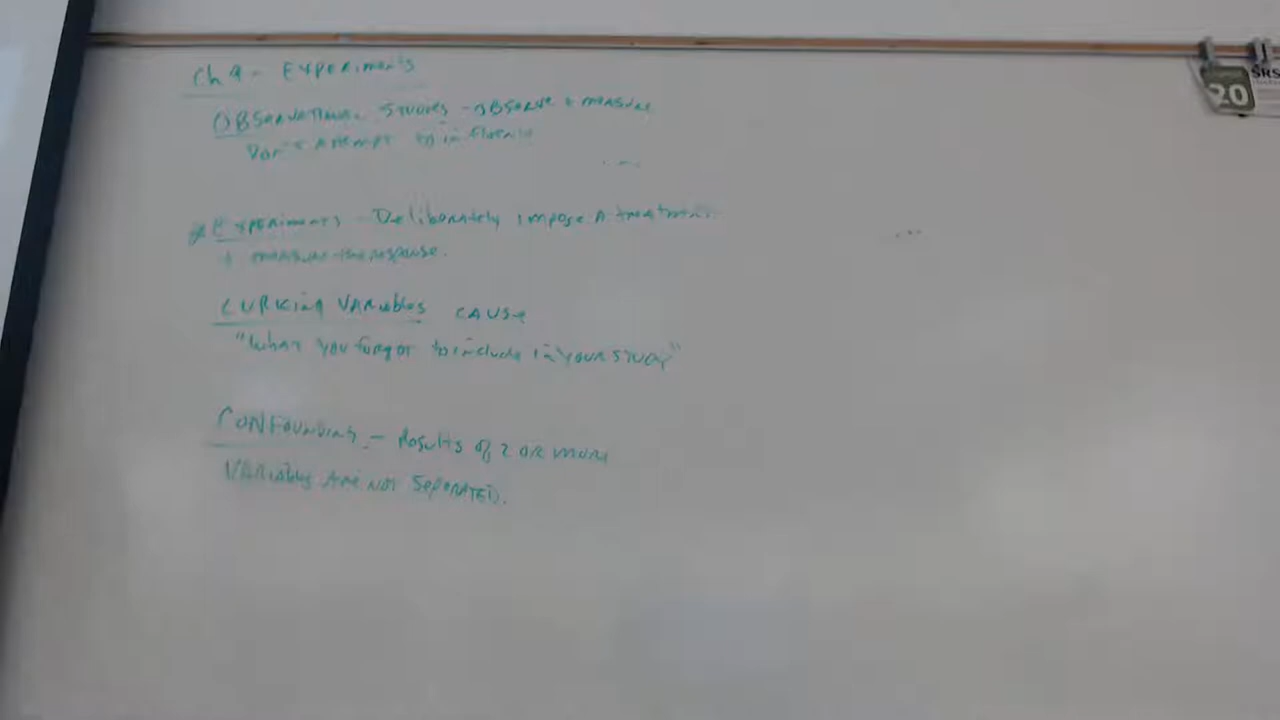 Ch 9 - EXPERiments
OBSERVATIONAL STUDIES - OBSERVE + MEASURE
DON'T ATTEMPT to influence
* EXPERIMENTS - Deliberately impose A treatment
+ measure the response.
LURKING VARiables CAUSE
"What you forgot to include in your STUDY"
CONFOUNDING - Results of 2 OR MORE
VARIABLES ARE NOT SEPARATED.
20
SRS